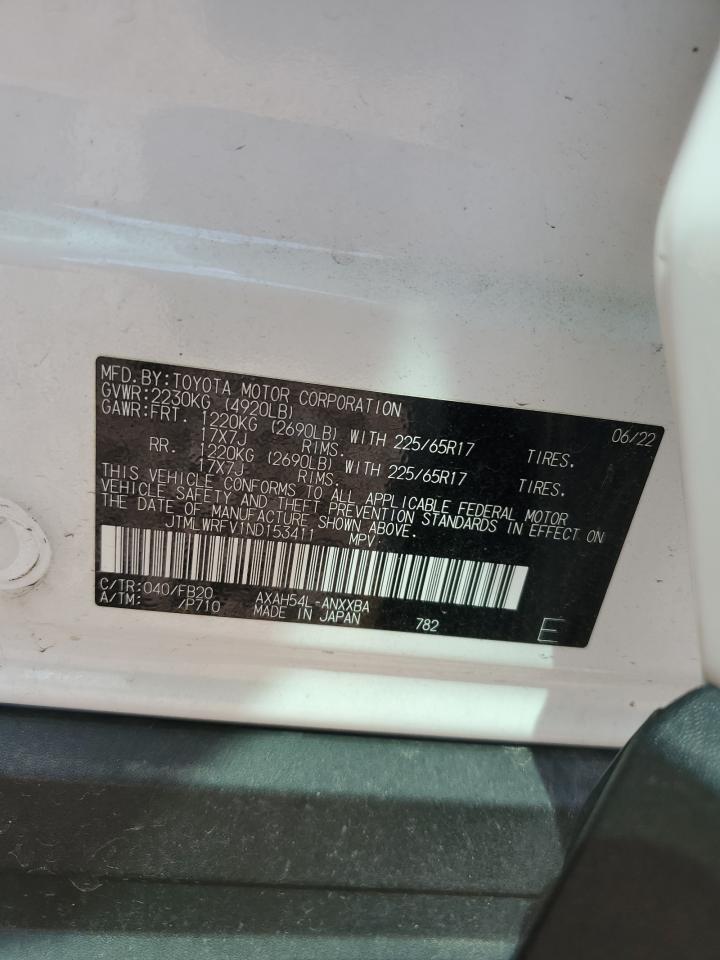 MFD. BY: TOYOTA MOTOR CORPORATION 06/22
GVWR: 2230KG (4920LB)
GAWR: FRT. 1220KG (2690LB) WITH 225/65R17 TIRES.
17X7J RIMS.
RR. 1220KG (2690LB) WITH 225/65R17 TIRES.
17X7J RIMS.
THIS VEHICLE CONFORMS TO ALL APPLICABLE FEDERAL MOTOR
VEHICLE SAFETY AND THEFT PREVENTION STANDARDS IN EFFECT ON
THE DATE OF MANUFACTURE SHOWN ABOVE.
JTMLWRFV1ND153411 MPV
C/TR: 040/FB20 AXAH54L-ANXXBA
A/TM: /P710 MADE IN JAPAN 782 E